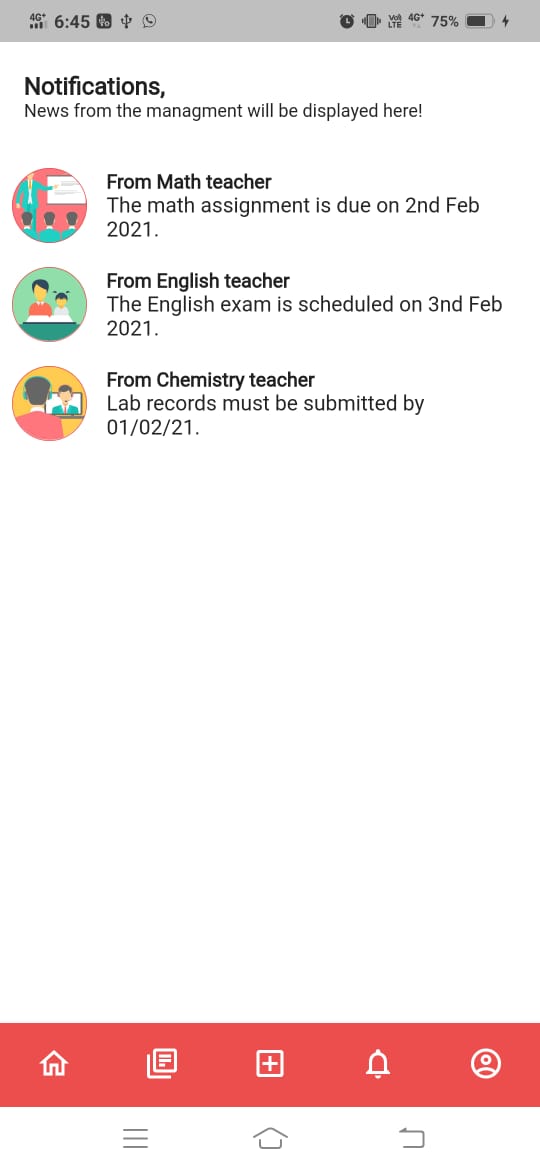 4G+ 6:45 VoI) LTE 4G+ 75%
Notifications,
News from the managment will be displayed here!
From Math teacher
The math assignment is due on 2nd Feb
2021.
From English teacher
The English exam is scheduled on 3nd Feb
2021.
From Chemistry teacher
Lab records must be submitted by
01/02/21.